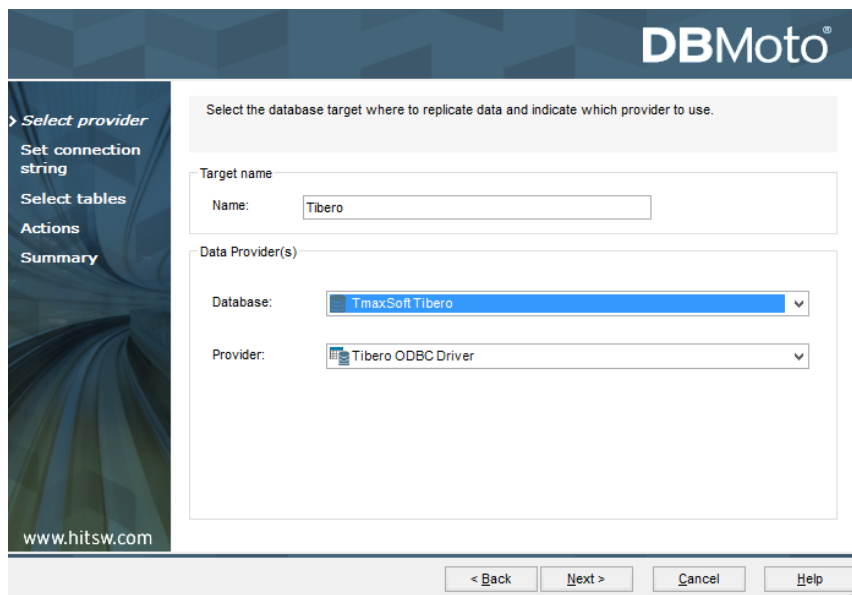 DBMoto®
> Select provider
Set connection
string
Select tables
Actions
Summary
www.hitsw.com
Select the database target where to replicate data and indicate which provider to use.
Target name
Name: Tibero
Data Provider(s)
Database: TmaxSoft Tibero
Provider: Tibero ODBC Driver
< Back Next > Cancel Help